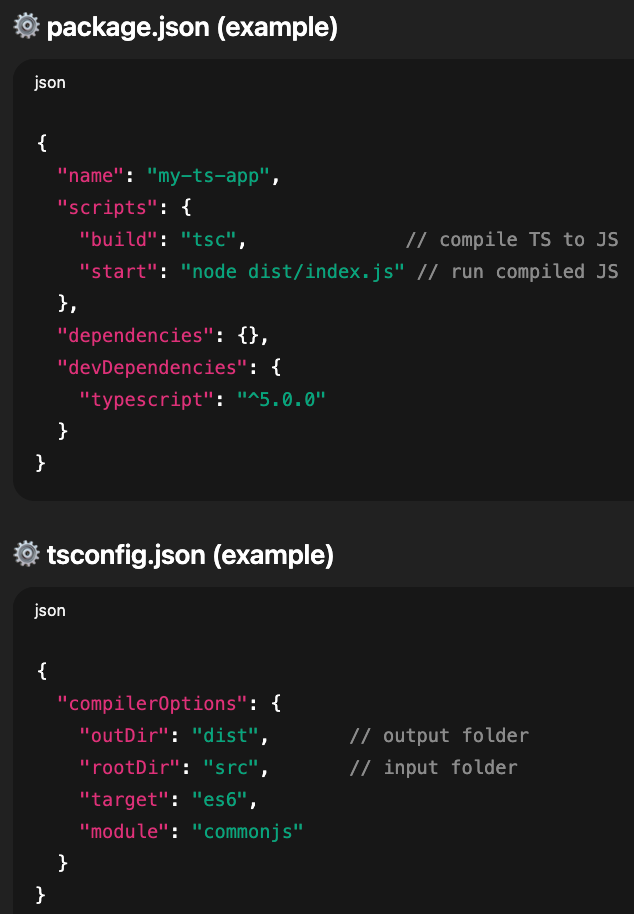 ⚙️ package.json (example)
json
{
  "name": "my-ts-app",
  "scripts": {
    "build": "tsc",              // compile TS to JS
    "start": "node dist/index.js" // run compiled JS
  },
  "dependencies": {},
  "devDependencies": {
    "typescript": "^5.0.0"
  }
}
⚙️ tsconfig.json (example)
json
{
  "compilerOptions": {
    "outDir": "dist",       // output folder
    "rootDir": "src",       // input folder
    "target": "es6",
    "module": "commonjs"
  }
}